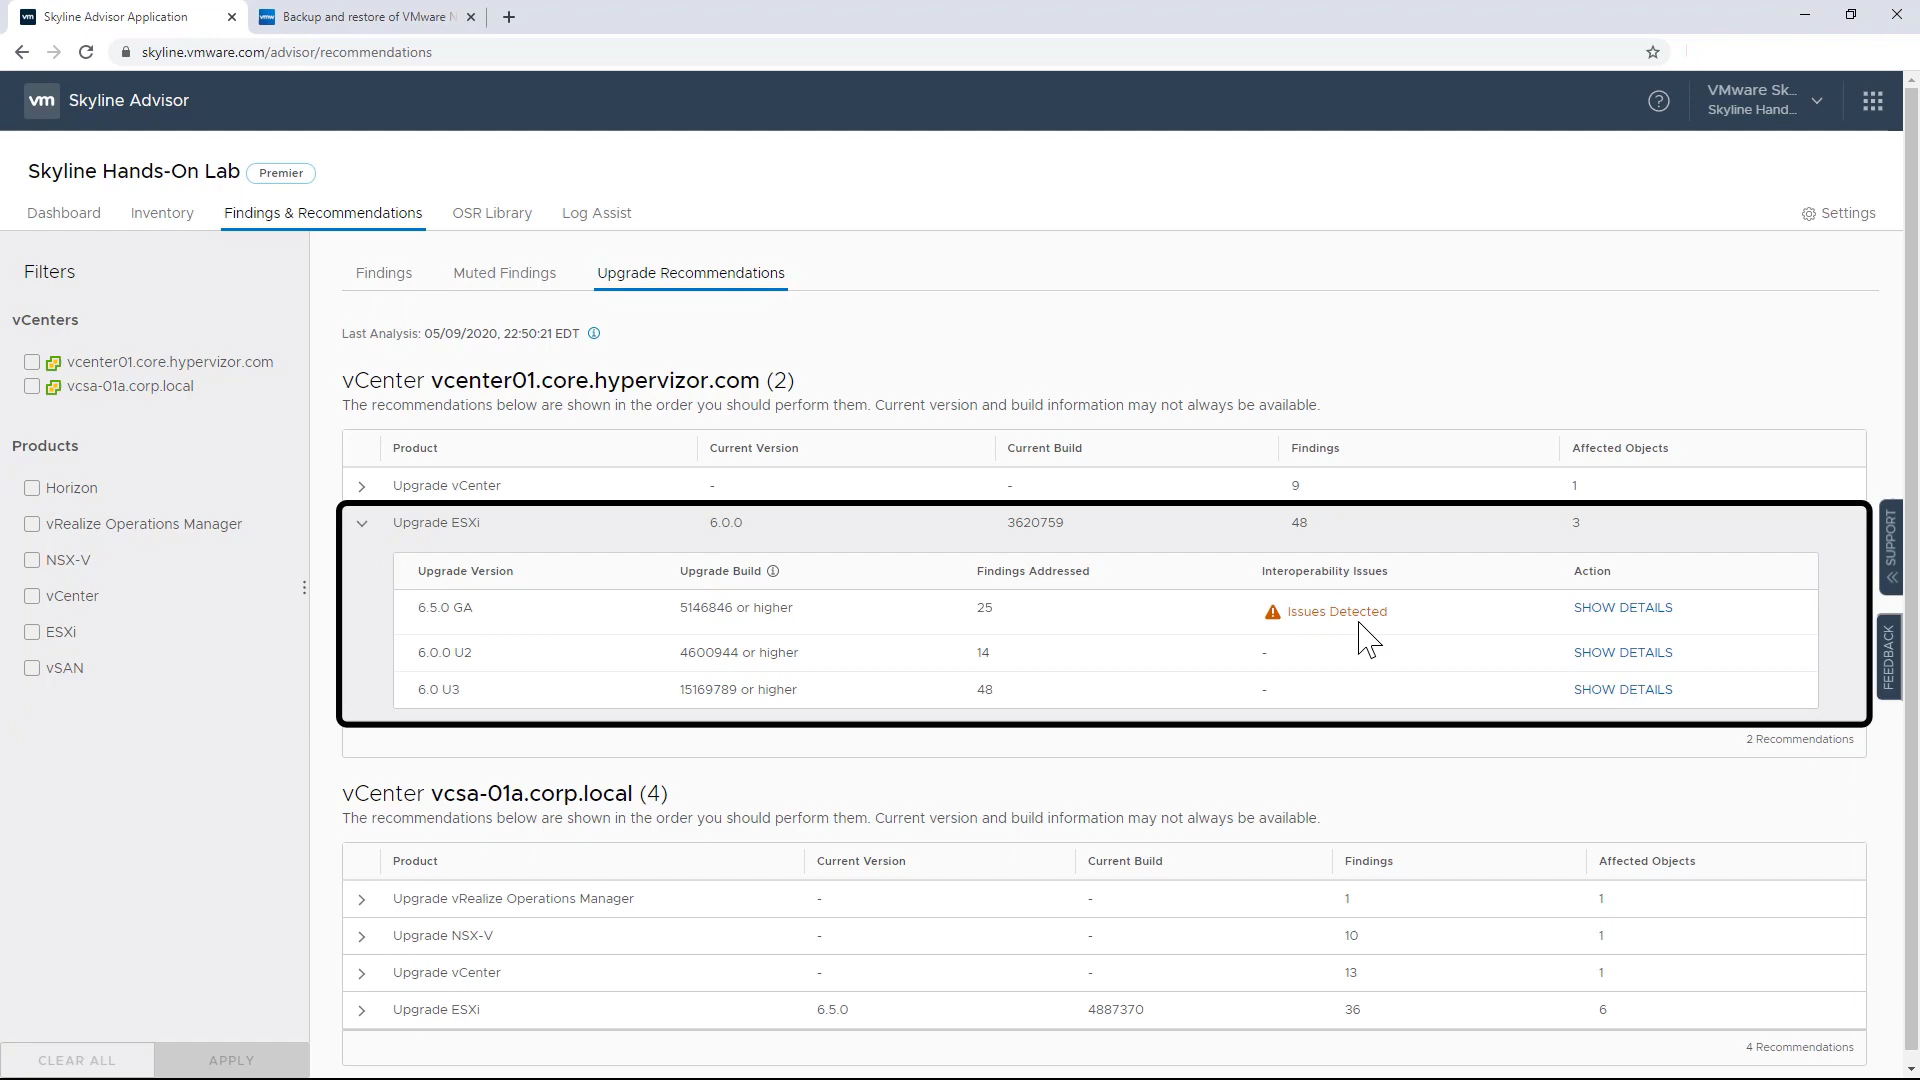 vm Skyline Advisor Application
vmw Backup and restore of VMware N
skyline.vmware.com/advisor/recommendations
vm Skyline Advisor
VMware Sk...
Skyline Hand...
Skyline Hands-On Lab Premier
Dashboard Inventory Findings & Recommendations OSR Library Log Assist Settings
Filters
vCenters
vcenter01.core.hypervizor.com
vcsa-01a.corp.local
Products
Horizon
vRealize Operations Manager
NSX-V
vCenter
ESXi
vSAN
CLEAR ALL APPLY
Findings Muted Findings Upgrade Recommendations
Last Analysis: 05/09/2020, 22:50:21 EDT
vCenter vcenter01.core.hypervizor.com (2)
The recommendations below are shown in the order you should perform them. Current version and build information may not always be available.
Product Current Version Current Build Findings Affected Objects
Upgrade vCenter - - 9 1
Upgrade ESXi 6.0.0 3620759 48 3
Upgrade Version Upgrade Build Findings Addressed Interoperability Issues Action
6.5.0 GA 5146846 or higher 25 Issues Detected SHOW DETAILS
6.0.0 U2 4600944 or higher 14 - SHOW DETAILS
6.0 U3 15169789 or higher 48 - SHOW DETAILS
2 Recommendations
vCenter vcsa-01a.corp.local (4)
The recommendations below are shown in the order you should perform them. Current version and build information may not always be available.
Product Current Version Current Build Findings Affected Objects
Upgrade vRealize Operations Manager - - 1 1
Upgrade NSX-V - - 10 1
Upgrade vCenter - - 13 1
Upgrade ESXi 6.5.0 4887370 36 6
4 Recommendations
SUPPORT
FEEDBACK